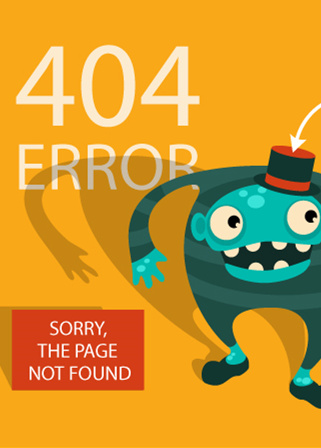 404
ERROR
SORRY,
THE PAGE
NOT FOUND